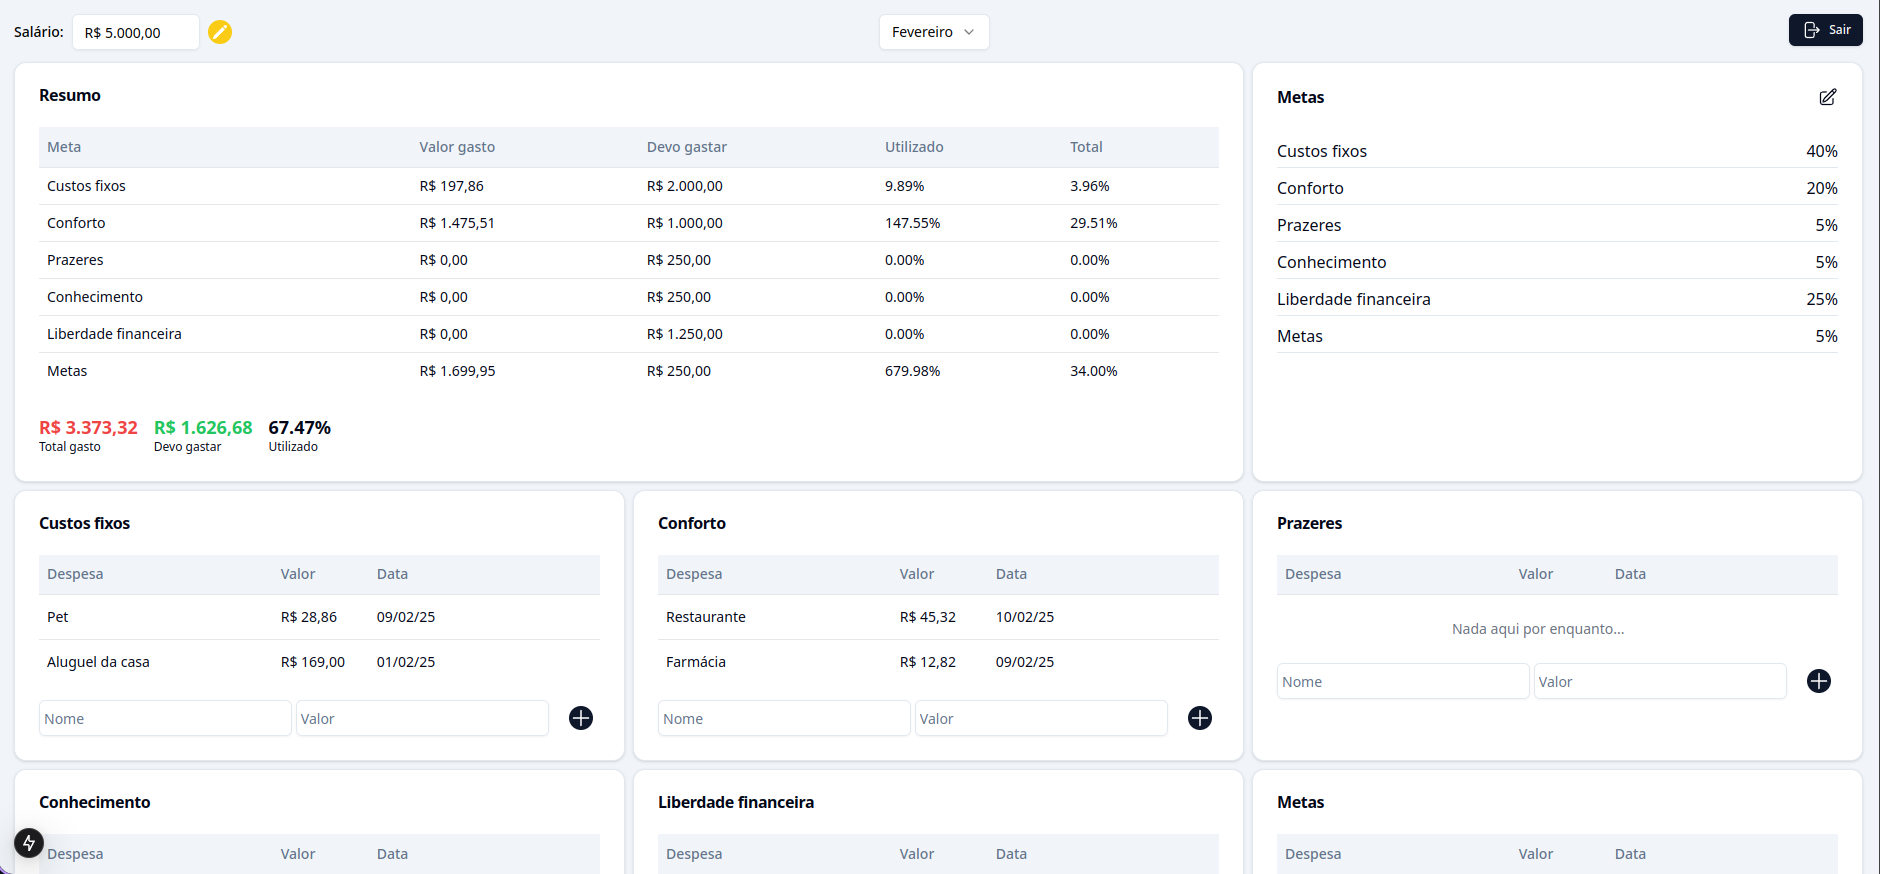 Salário: R$ 5.000,00 Fevereiro Sair
Resumo
Meta Valor gasto Devo gastar Utilizado Total
Custos fixos R$ 197,86 R$ 2.000,00 9.89% 3.96%
Conforto R$ 1.475,51 R$ 1.000,00 147.55% 29.51%
Prazeres R$ 0,00 R$ 250,00 0.00% 0.00%
Conhecimento R$ 0,00 R$ 250,00 0.00% 0.00%
Liberdade financeira R$ 0,00 R$ 1.250,00 0.00% 0.00%
Metas R$ 1.699,95 R$ 250,00 679.98% 34.00%
R$ 3.373,32 R$ 1.626,68 67.47%
Total gasto Devo gastar Utilizado
Metas
Custos fixos 40%
Conforto 20%
Prazeres 5%
Conhecimento 5%
Liberdade financeira 25%
Metas 5%
Custos fixos
Despesa Valor Data
Pet R$ 28,86 09/02/25
Aluguel da casa R$ 169,00 01/02/25
Nome Valor
Conforto
Despesa Valor Data
Restaurante R$ 45,32 10/02/25
Farmácia R$ 12,82 09/02/25
Nome Valor
Prazeres
Despesa Valor Data
Nada aqui por enquanto...
Nome Valor
Conhecimento
Despesa Valor Data
Liberdade financeira
Despesa Valor Data
Metas
Despesa Valor Data